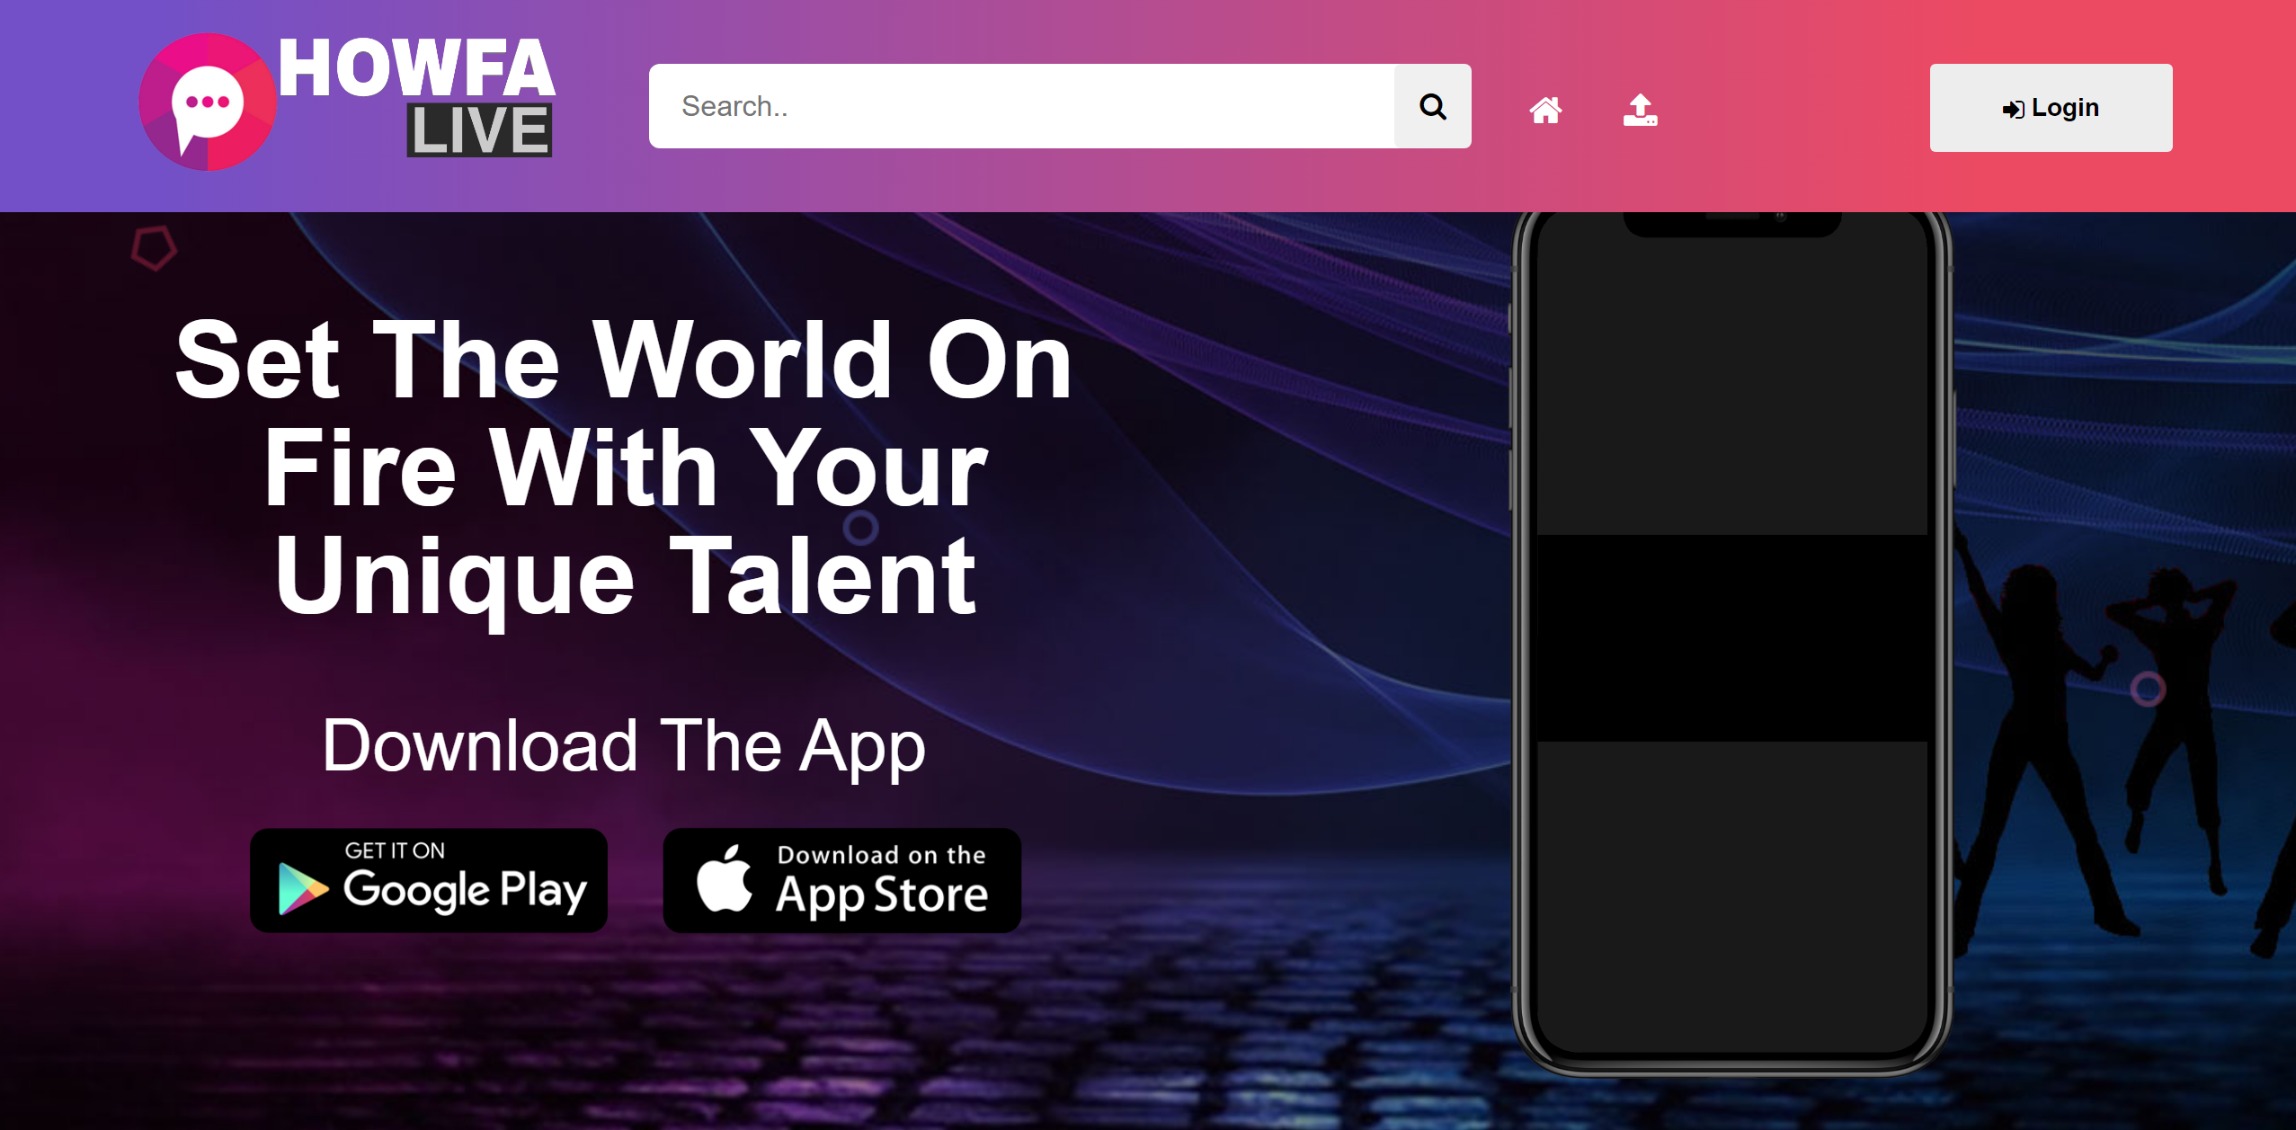 HOWFA
LIVE
Search..
Login
Set The World On
Fire With Your
Unique Talent
Download The App
GET IT ON
Google Play
Download on the
App Store